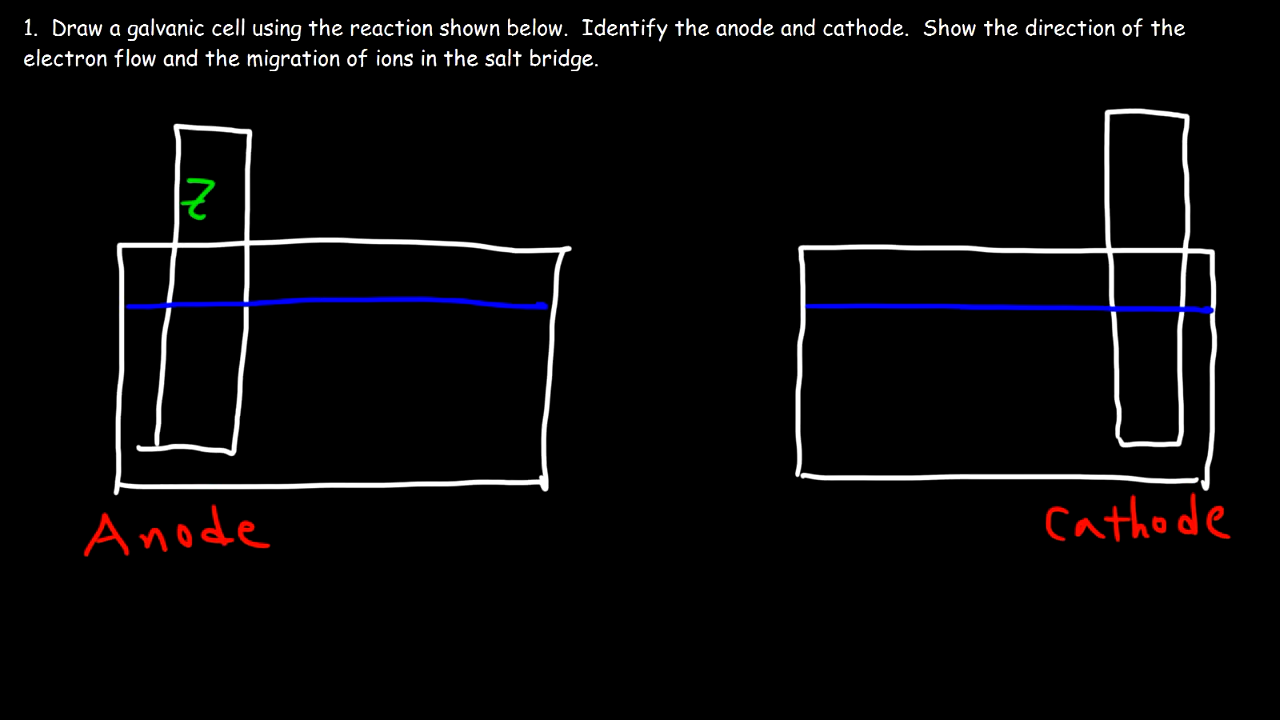 1. Draw a galvanic cell using the reaction shown below. Identify the anode and cathode. Show the direction of the
electron flow and the migration of ions in the salt bridge.
Z
Anode
Cathode